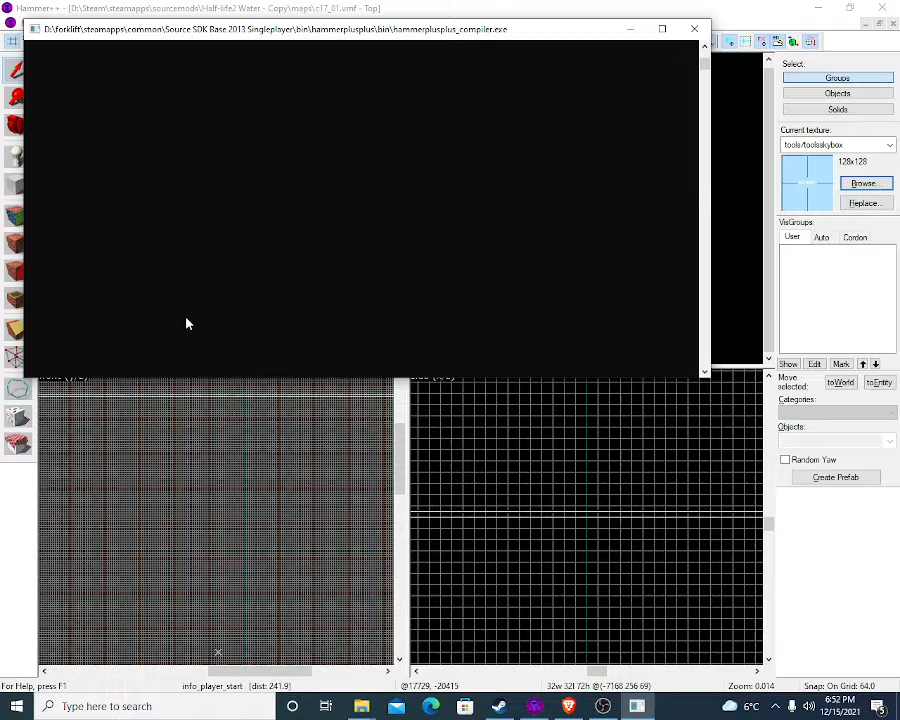 Hammer++ - [D:\Steam\steamapps\sourcemods\Half-life2 Water - Copy\maps\c17_01.vmf - Top]
D:\forklift\steamapps\common\Source SDK Base 2013 Singleplayer\bin\hammerplusplus\bin\hammerplusplus_compiler.exe
Select:
Groups
Objects
Solids
Current texture:
tools/toolsskybox
128x128
Browse...
Replace...
VisGroups:
User
Auto
Cordon
Show
Edit
Mark
Move
selected:
toWorld
toEntity
Categories:
Objects:
Random Yaw
Create Prefab
For Help, press F1
info_player_start [dist: 241.9]
@17729, -20415
32w 32l 72h @(-7168 256 69)
Zoom: 0.014
Snap: On Grid: 64.0
Type here to search
6°C
6:52 PM
12/15/2021
5